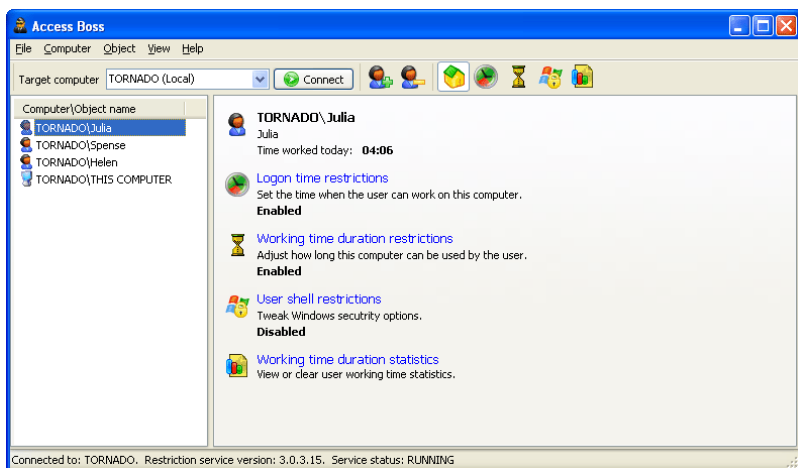 Access Boss
File Computer Object View Help
Target computer TORNADO (Local) Connect
Computer\Object name
TORNADO\Julia
TORNADO\Spense
TORNADO\Helen
TORNADO\THIS COMPUTER
TORNADO\Julia
Julia
Time worked today: 04:06
Logon time restrictions
Set the time when the user can work on this computer.
Enabled
Working time duration restrictions
Adjust how long this computer can be used by the user.
Enabled
User shell restrictions
Tweak Windows secutrity options.
Disabled
Working time duration statistics
View or clear user working time statistics.
Connected to: TORNADO. Restriction service version: 3.0.3.15. Service status: RUNNING